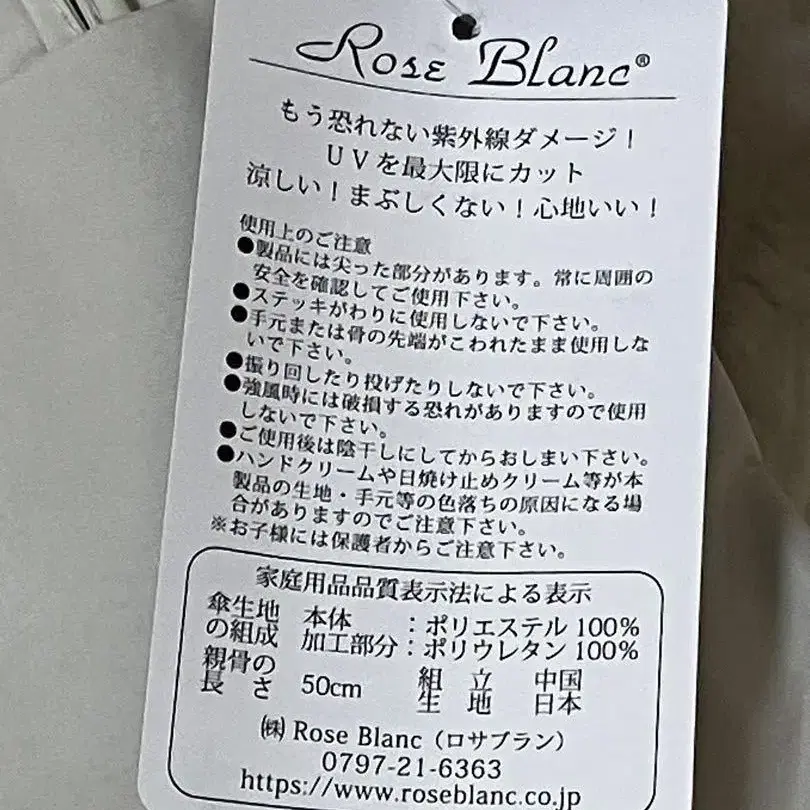 Rose Blanc®
もう恐れない紫外線ダメージ！
ＵＶを最大限にカット
涼しい！まぶしくない！心地いい！
使用上のご注意
●製品には尖った部分があります。常に周囲の
安全を確認してご使用下さい。
●ステッキがわりに使用しないで下さい。
●手元または骨の先端がこわれたまま使用しな
いで下さい。
●振り回したり投げたりしないで下さい。
●強風時には破損する恐れがありますので使用
しないで下さい。
●ご使用後は陰干しにしてからおしまい下さい。
●ハンドクリームや日焼け止めクリーム等が本
製品の生地・手元等の色落ちの原因になる場
合がありますのでご注意下さい。
※お子様には保護者からご注意下さい。
家庭用品品質表示法による表示
傘生地の組成 本体：ポリエステル 100%
加工部分：ポリウレタン 100%
親骨の長さ 50cm 組立 中国
生地 日本
㈱ Rose Blanc（ロサブラン）
0797-21-6363
https://www.roseblanc.co.jp